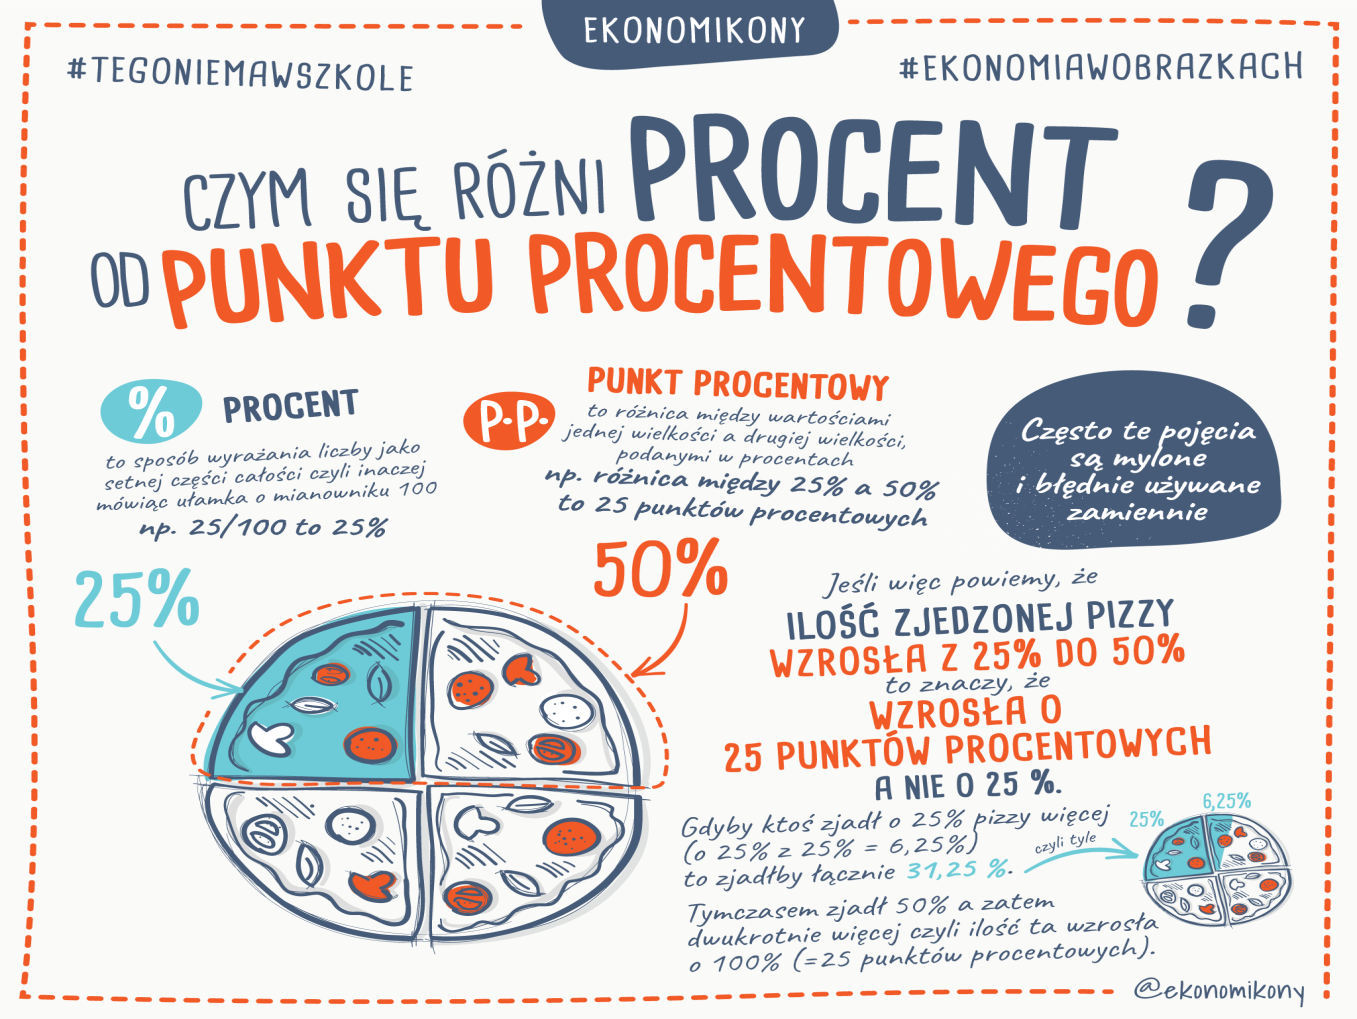 EKONOMIKONY
#TEGONIEMAWSZKOLE
#EKONOMIAWOBRAZKACH
CZYM SIĘ RÓŻNI PROCENT
OD PUNKTU PROCENTOWEGO?
%
PROCENT
to sposób wyrażania liczby jako
setnej części całości czyli inaczej
mówiąc ułamka o mianowniku 100
np. 25/100 to 25%
P.P.
PUNKT PROCENTOWY
to różnica między wartościami
jednej wielkości a drugiej wielkości,
podanymi w procentach
np. różnica między 25% a 50%
to 25 punktów procentowych
Często te pojęcia
są mylone
i błędnie używane
zamiennie
25%
50%
Jeśli więc powiemy, że
ILOŚĆ ZJEDZONEJ PIZZY
WZROSŁA Z 25% DO 50%
to znaczy, że
WZROSŁA O
25 PUNKTÓW PROCENTOWYCH
A NIE O 25 %.
Gdyby ktoś zjadł o 25% pizzy więcej
(o 25% z 25% = 6,25%)
to zjadłby łącznie 31,25 %.
czyli tyle
25%
6,25%
Tymczasem zjadł 50% a zatem
dwukrotnie więcej czyli ilość ta wzrosła
o 100% (=25 punktów procentowych).
@ekonomikony